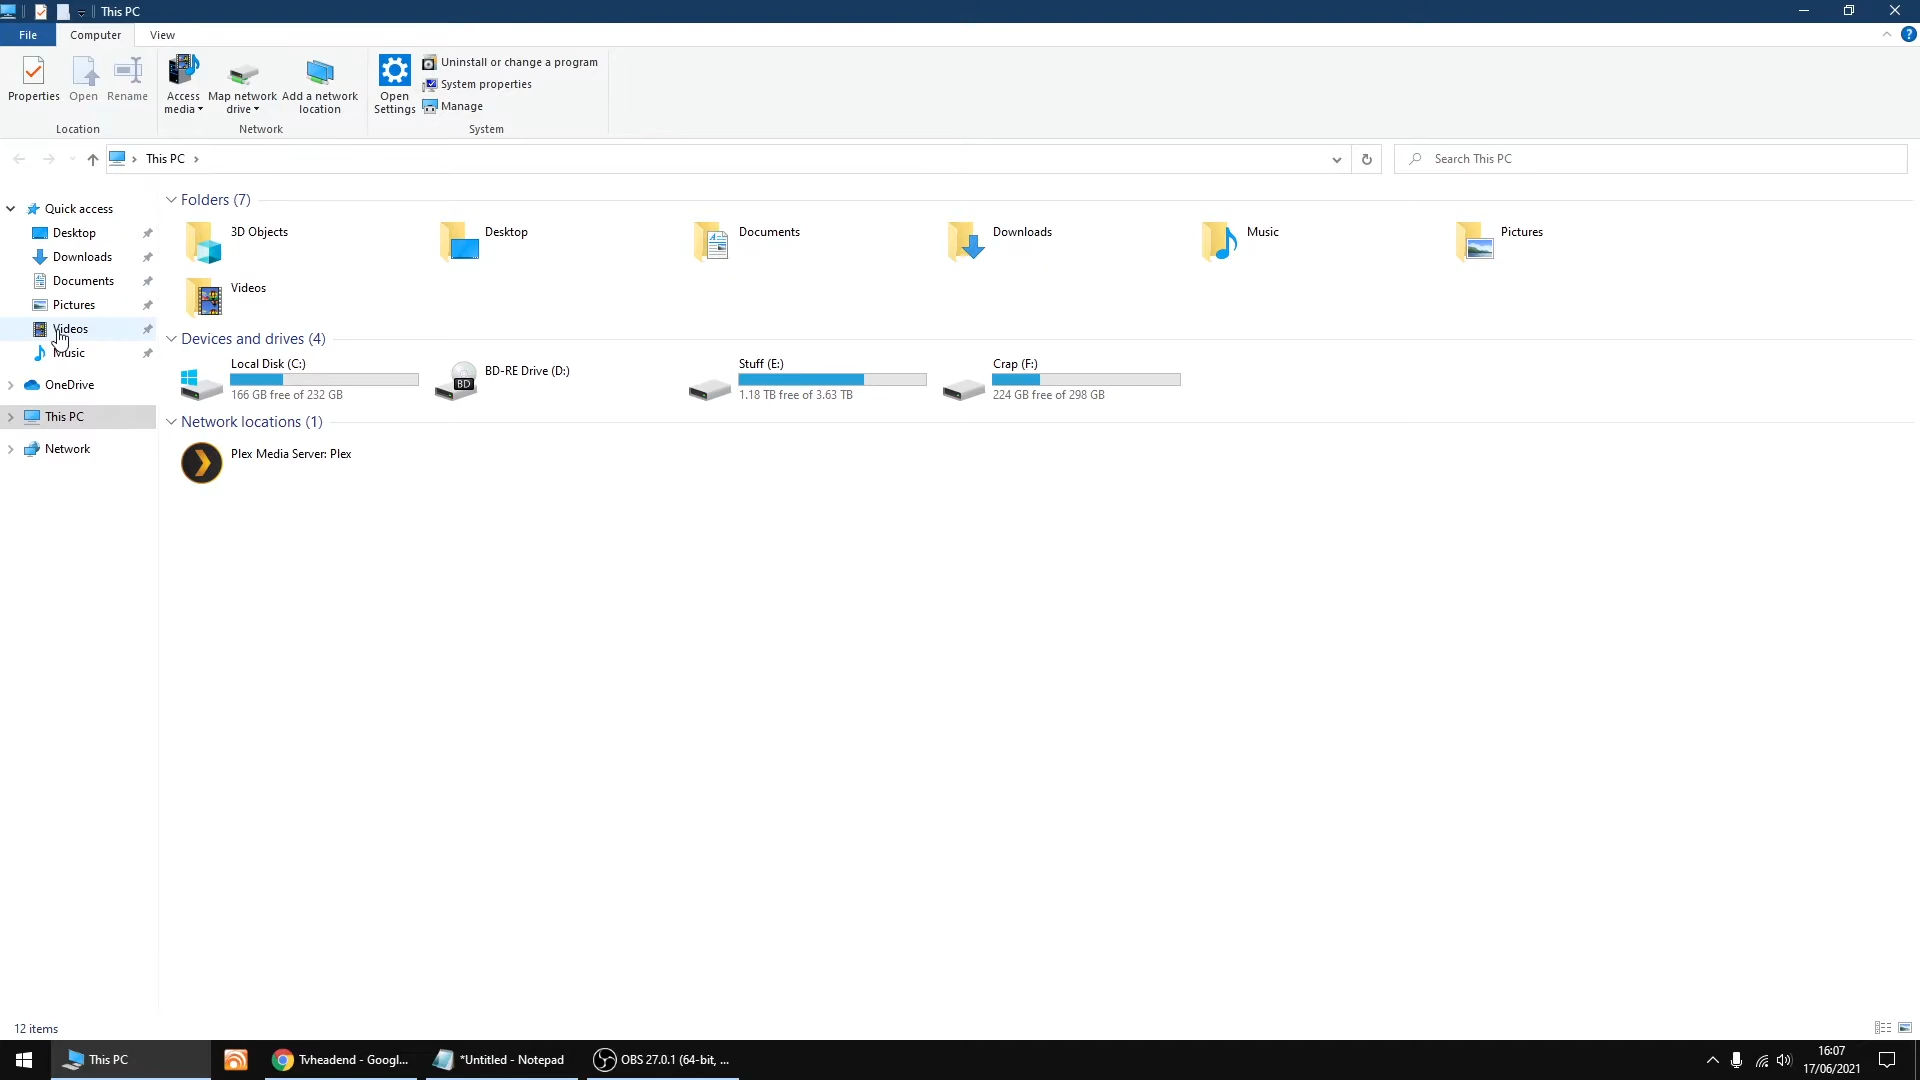 This PC
File
Computer
View
Properties
Open
Rename
Location
Access media
Map network drive
Add a network location
Network
Open Settings
Uninstall or change a program
System properties
Manage
System
This PC
Search This PC
Quick access
Desktop
Downloads
Documents
Pictures
Videos
Music
OneDrive
This PC
Network
Folders (7)
3D Objects
Desktop
Documents
Downloads
Music
Pictures
Videos
Devices and drives (4)
Local Disk (C:)
166 GB free of 232 GB
BD
BD-RE Drive (D:)
Stuff (E:)
1.18 TB free of 3.63 TB
Crap (F:)
224 GB free of 298 GB
Network locations (1)
Plex Media Server: Plex
12 items
This PC
Tvheadend - Googl...
*Untitled - Notepad
OBS 27.0.1 (64-bit, ...
16:07
17/06/2021